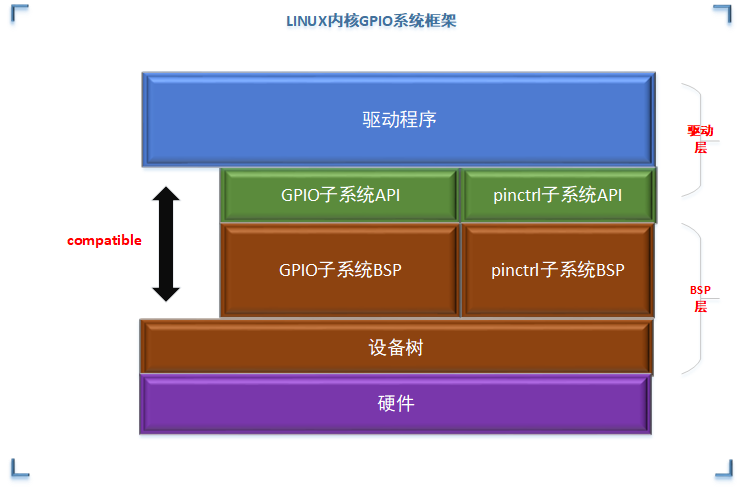 LINUX内核GPIO系统框架
驱动程序
驱动
层
GPIO子系统API
pinctrl子系统API
compatible
GPIO子系统BSP
pinctrl子系统BSP
BSP
层
设备树
硬件